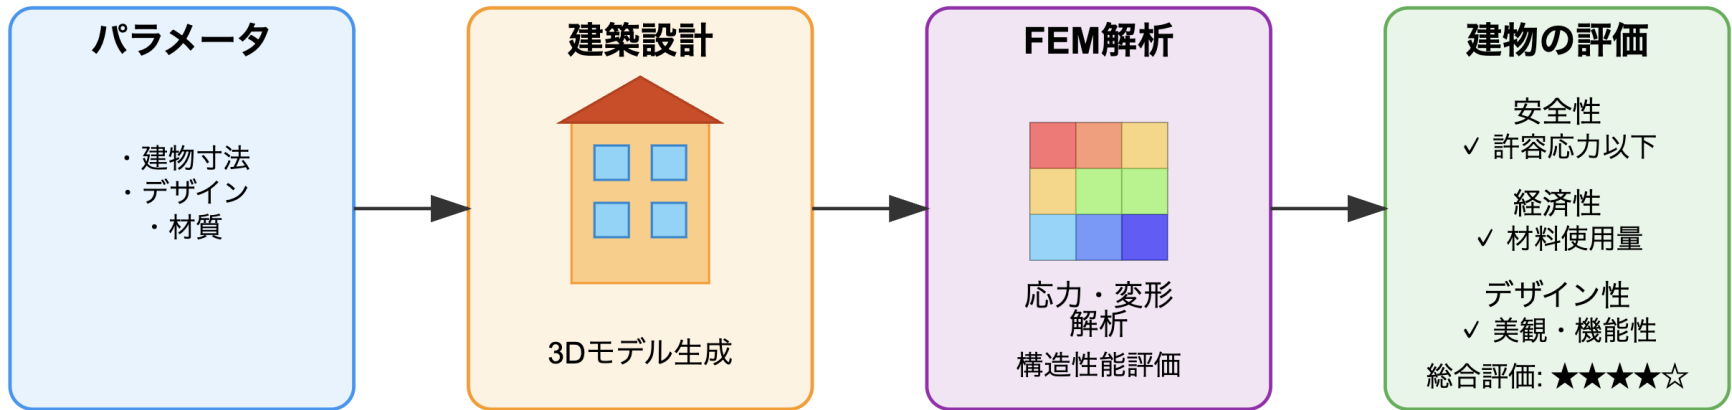 パラメータ
・建物寸法
・デザイン
・材質
建築設計
3Dモデル生成
FEM解析
応力・変形
解析
構造性能評価
建物の評価
安全性
✓ 許容応力以下
経済性
✓ 材料使用量
デザイン性
✓ 美観・機能性
総合評価: ★★★★☆